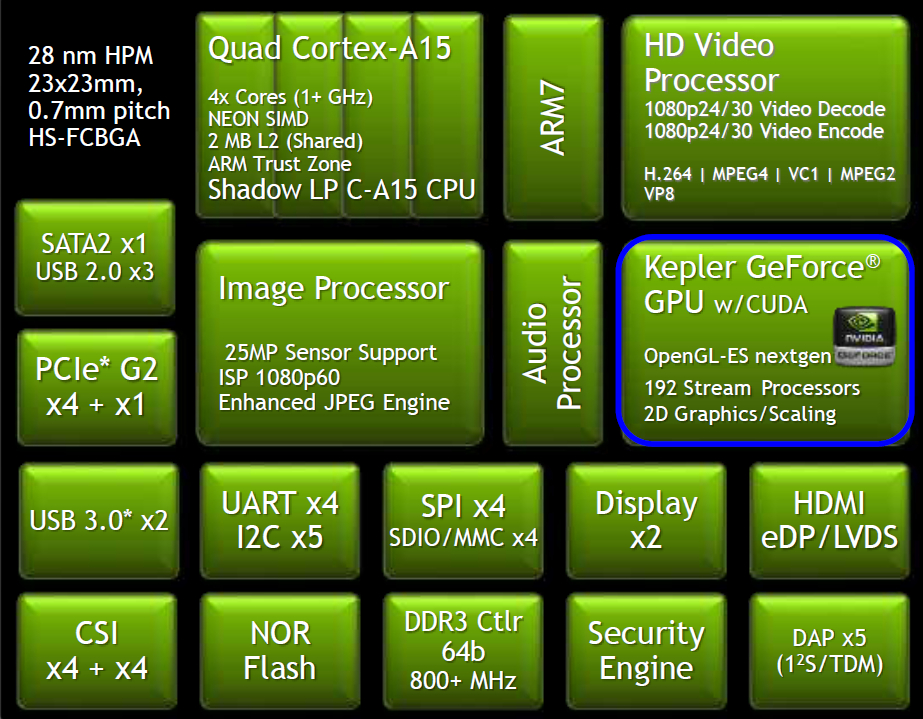 28 nm HPM
23x23mm,
0.7mm pitch
HS-FCBGA
Quad Cortex-A15
4x Cores (1+ GHz)
NEON SIMD
2 MB L2 (Shared)
ARM Trust Zone
Shadow LP C-A15 CPU
ARM7
HD Video
Processor
1080p24/30 Video Decode
1080p24/30 Video Encode
H.264 | MPEG4 | VC1 | MPEG2
VP8
SATA2 x1
USB 2.0 x3
Image Processor
25MP Sensor Support
ISP 1080p60
Enhanced JPEG Engine
Audio
Processor
Kepler GeForce®
GPU w/CUDA
OpenGL-ES nextgen
192 Stream Processors
2D Graphics/Scaling
NVIDIA
GEFORCE
PCIe* G2
x4 + x1
USB 3.0* x2
UART x4
I2C x5
SPI x4
SDIO/MMC x4
Display
x2
HDMI
eDP/LVDS
CSI
x4 + x4
NOR
Flash
DDR3 Ctlr
64b
800+ MHz
Security
Engine
DAP x5
(1²S/TDM)